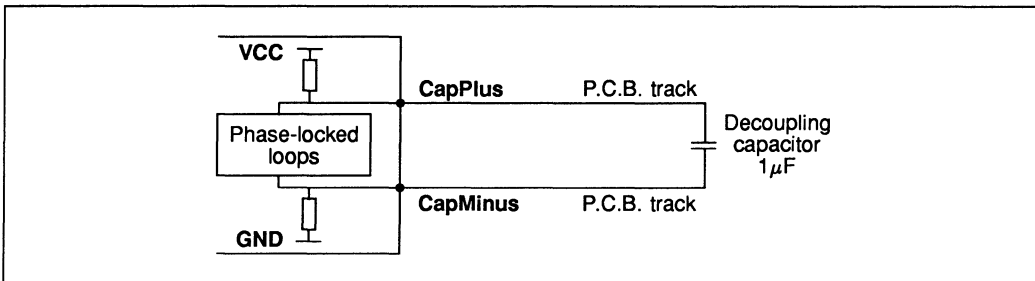 VCC
CapPlus P.C.B. track
Phase-locked
loops
Decoupling
capacitor
1μF
CapMinus P.C.B. track
GND